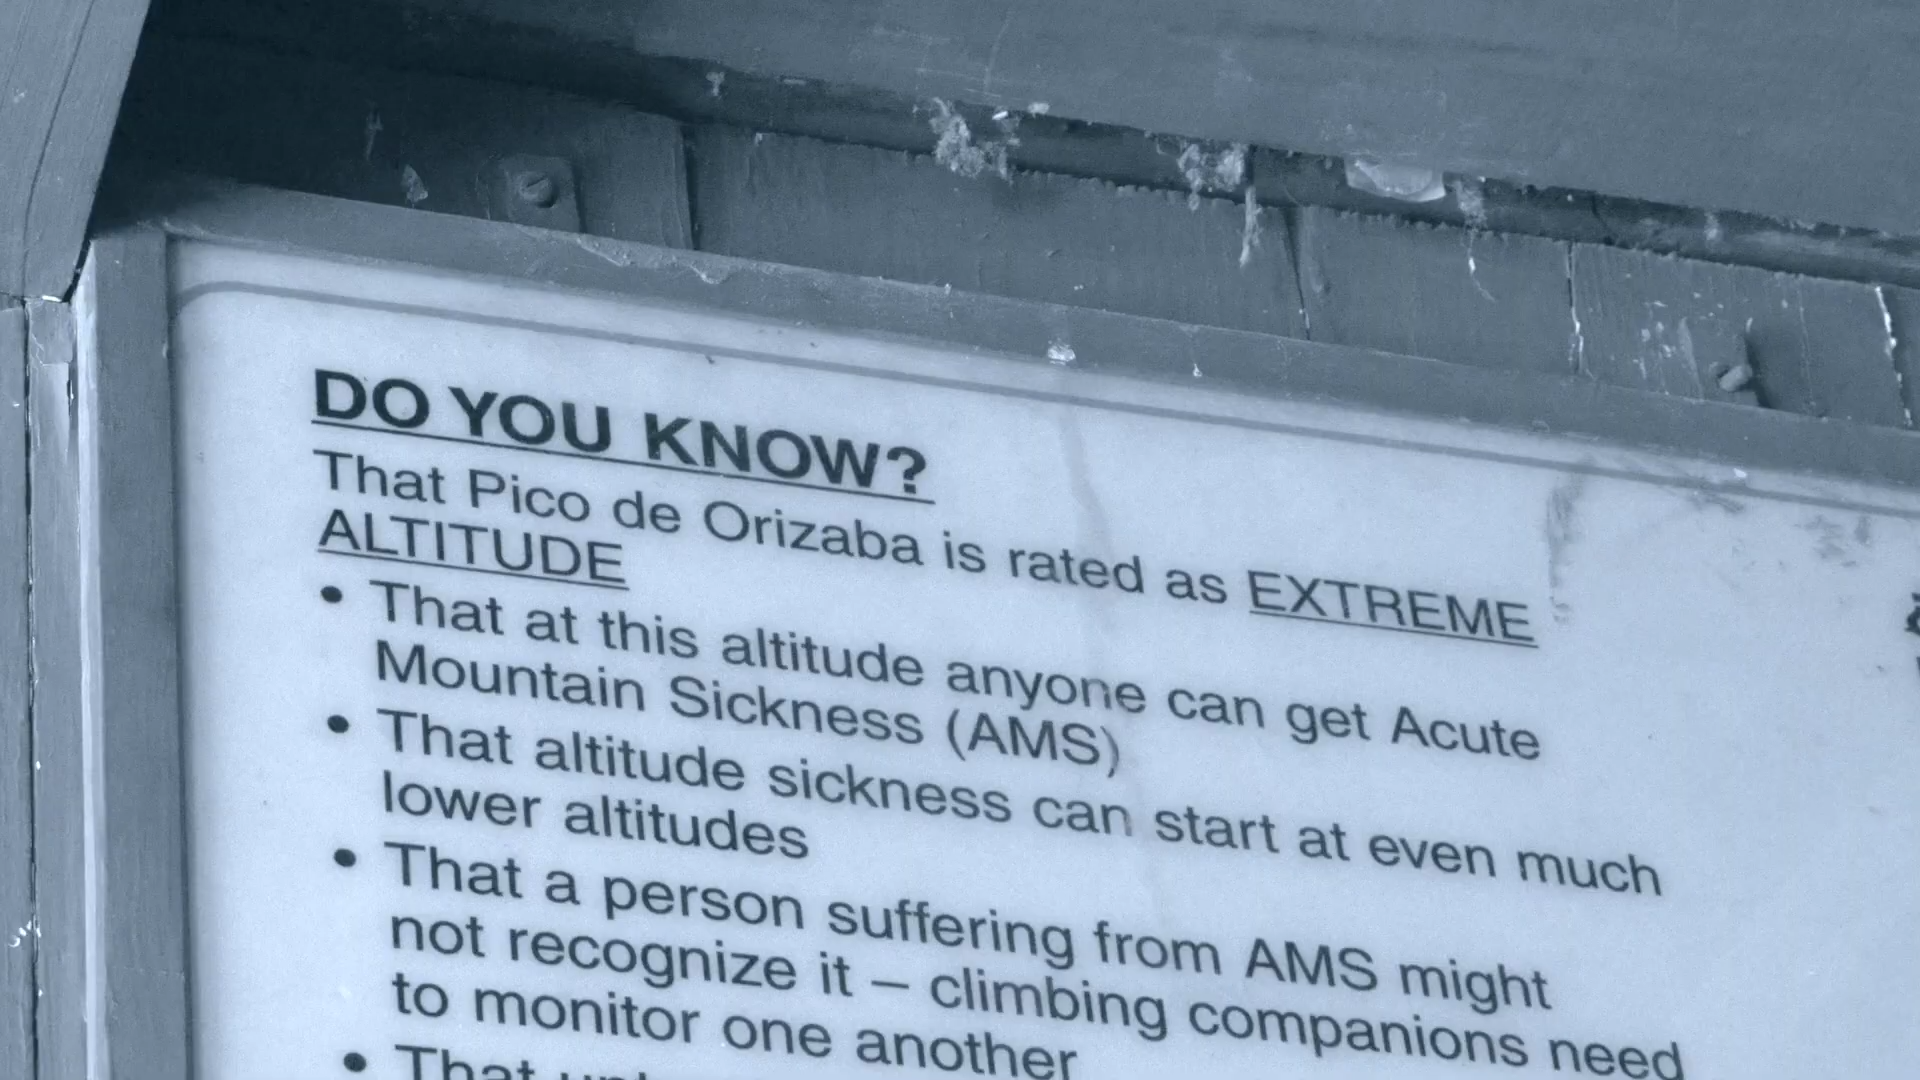 DO YOU KNOW?
That Pico de Orizaba is rated as EXTREME
ALTITUDE
• That at this altitude anyone can get Acute
Mountain Sickness (AMS)
• That altitude sickness can start at even much
lower altitudes
• That a person suffering from AMS might
not recognize it – climbing companions need
to monitor one another
• That